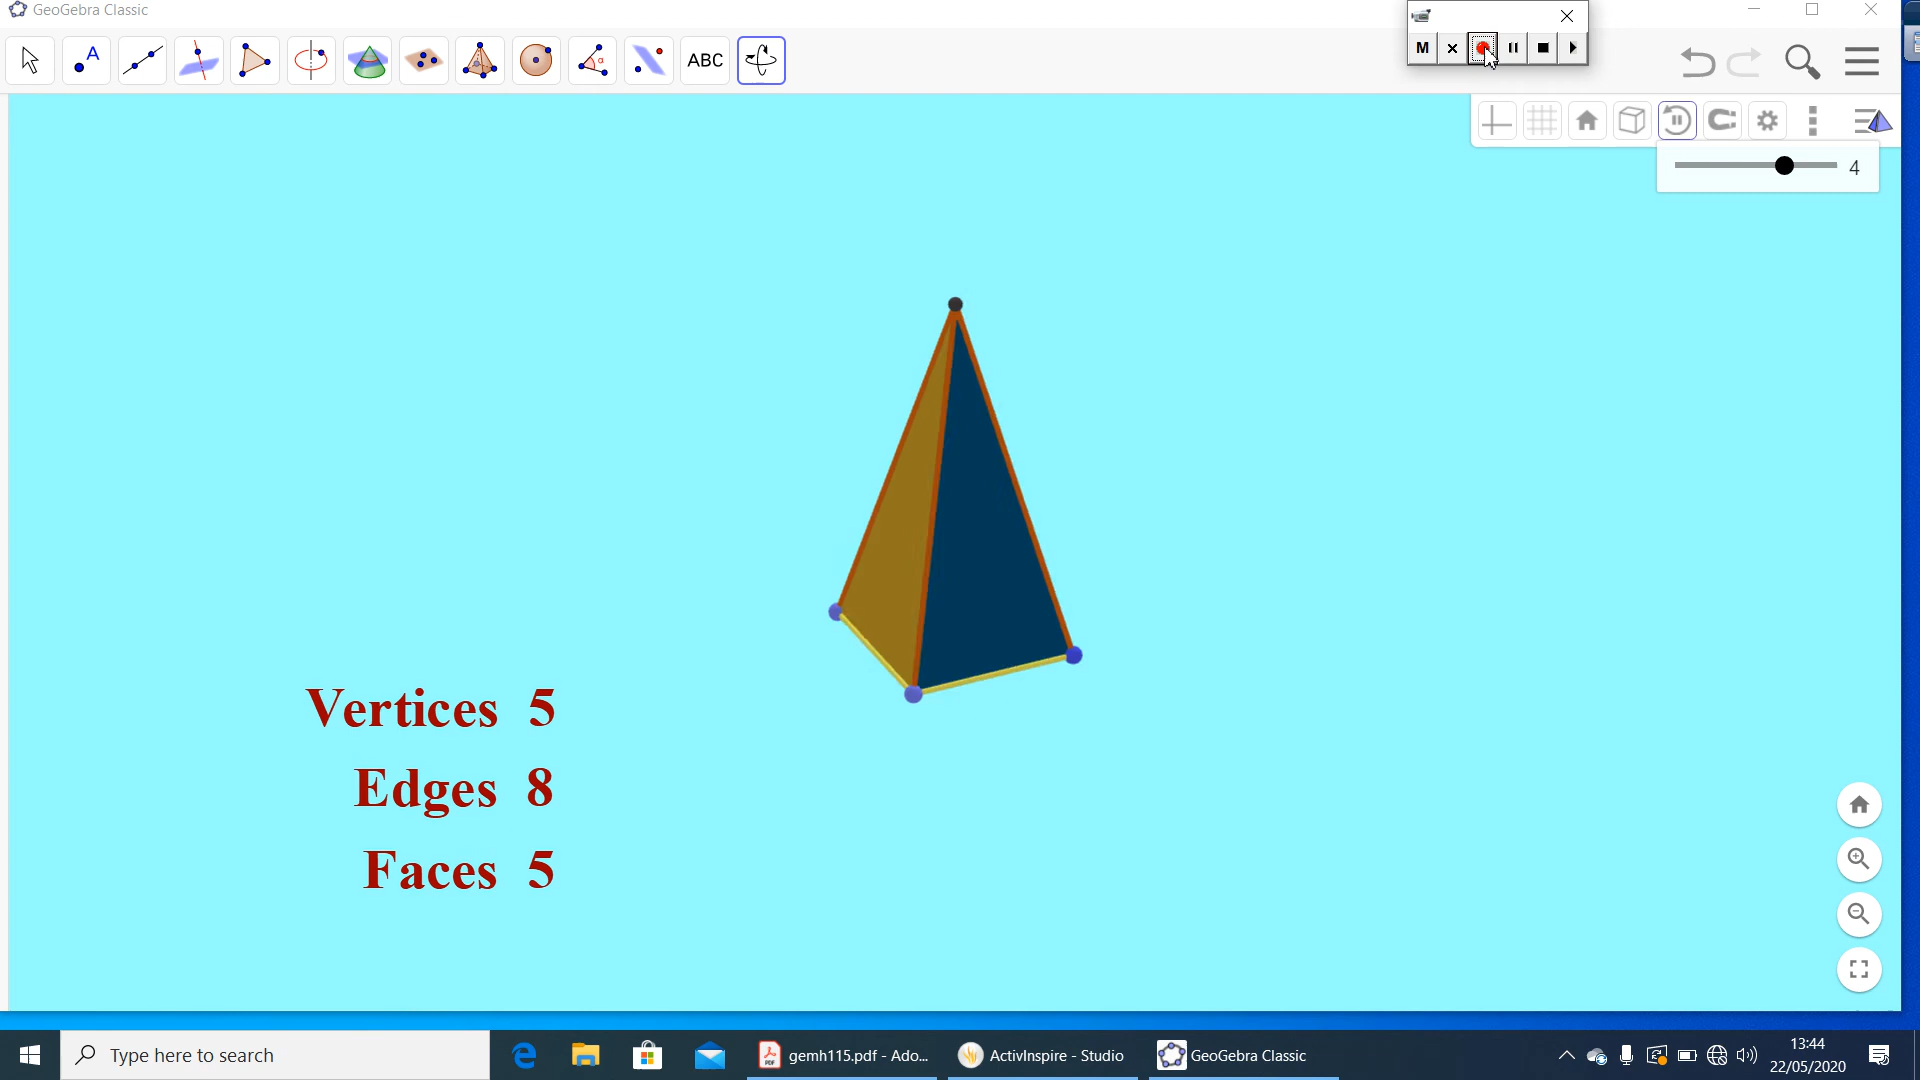 GeoGebra Classic
M
A
ABC
4
Vertices 5
Edges 8
Faces 5
Type here to search
gemh115.pdf - Ado...
ActivInspire - Studio
GeoGebra Classic
13:44
22/05/2020